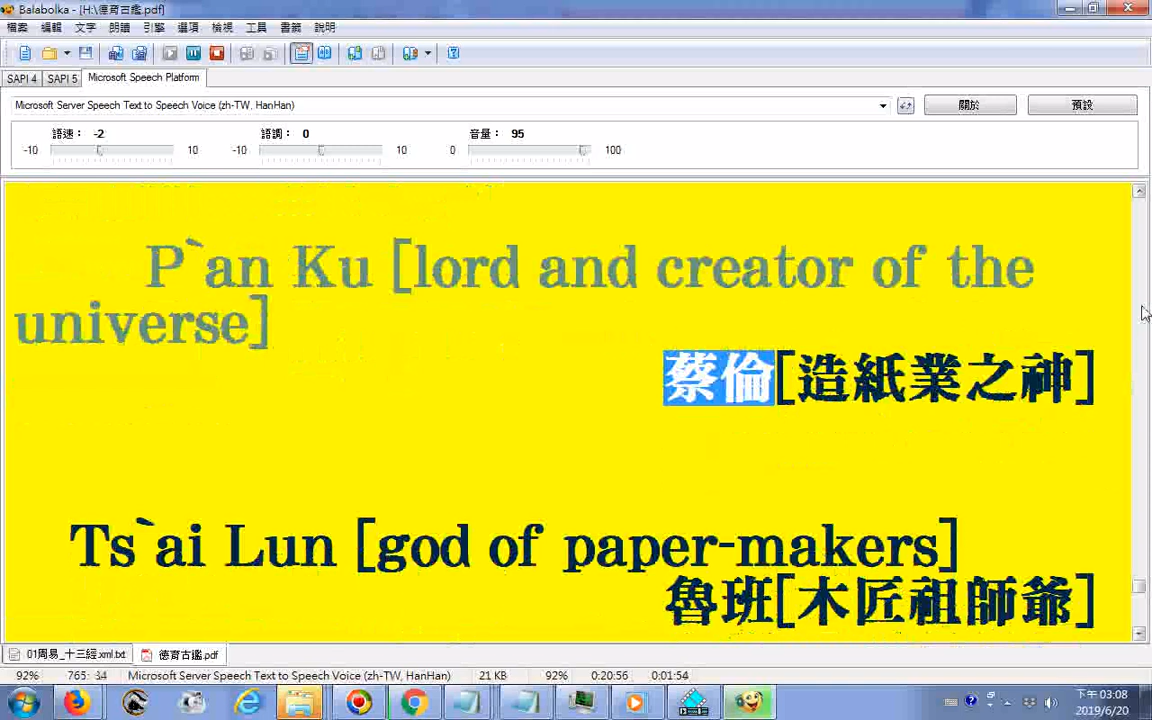 Balabolka - [H:\德育古鑑.pdf]
檔案 編輯 文字 朗讀 引擎 選項 檢視 工具 書籤 說明
SAPI 4 SAPI 5 Microsoft Speech Platform
Microsoft Server Speech Text to Speech Voice (zh-TW, HanHan) 關於 預設
語速： -2 語調： 0 音量： 95
-10 10 -10 10 0 100
P`an Ku [lord and creator of the
universe]
蔡倫[造紙業之神]
Ts`ai Lun [god of paper-makers]
魯班[木匠祖師爺]
01周易_十三經.xml.txt 德育古鑑.pdf
92% 765: 34 Microsoft Server Speech Text to Speech Voice (zh-TW, HanHan) 21 KB 92% 0:20:56 0:01:54
下午 03:08
2019/6/20